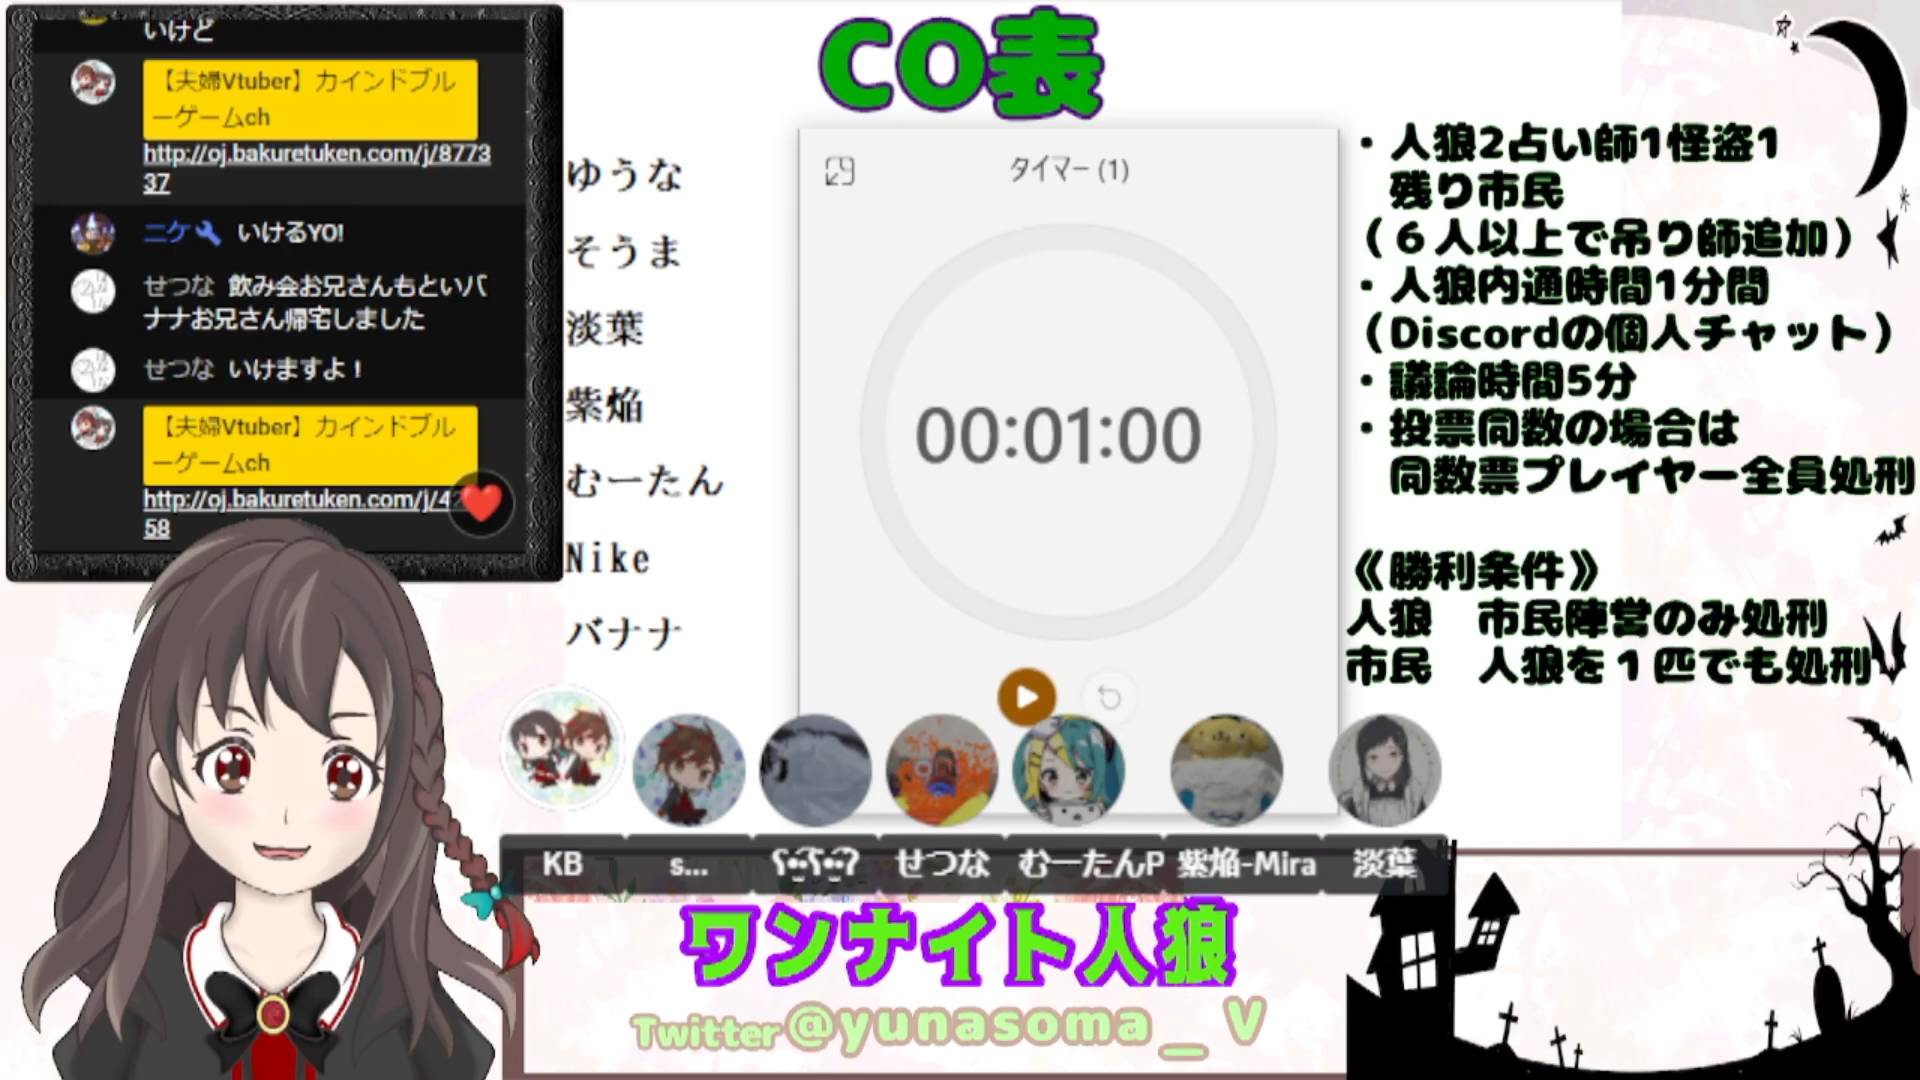 いけど
【夫婦Vtuber】カインドブル
ーゲームch
http://oj.bakuretuken.com/j/8773
37
ニケ いけるYO!
せつな 飲み会お兄さんもといバ
ナナお兄さん帰宅しました
せつな いけますよ！
【夫婦Vtuber】カインドブル
ーゲームch
http://oj.bakuretuken.com/j/42
58
CO表
ゆうな
そうま
淡葉
紫焔
むーたん
Nike
バナナ
タイマー (1)
00:01:00
・人狼2占い師1怪盗1
残り市民
（６人以上で吊り師追加）
・人狼内通時間1分間
（Discordの個人チャット）
・議論時間5分
・投票同数の場合は
同数票プレイヤー全員処刑
《勝利条件》
人狼　市民陣営のみ処刑
市民　人狼を１匹でも処刑
KB
s...
せつな
むーたんP
紫焔-Mira
淡葉
ワンナイト人狼
Twitter@yunasoma_V